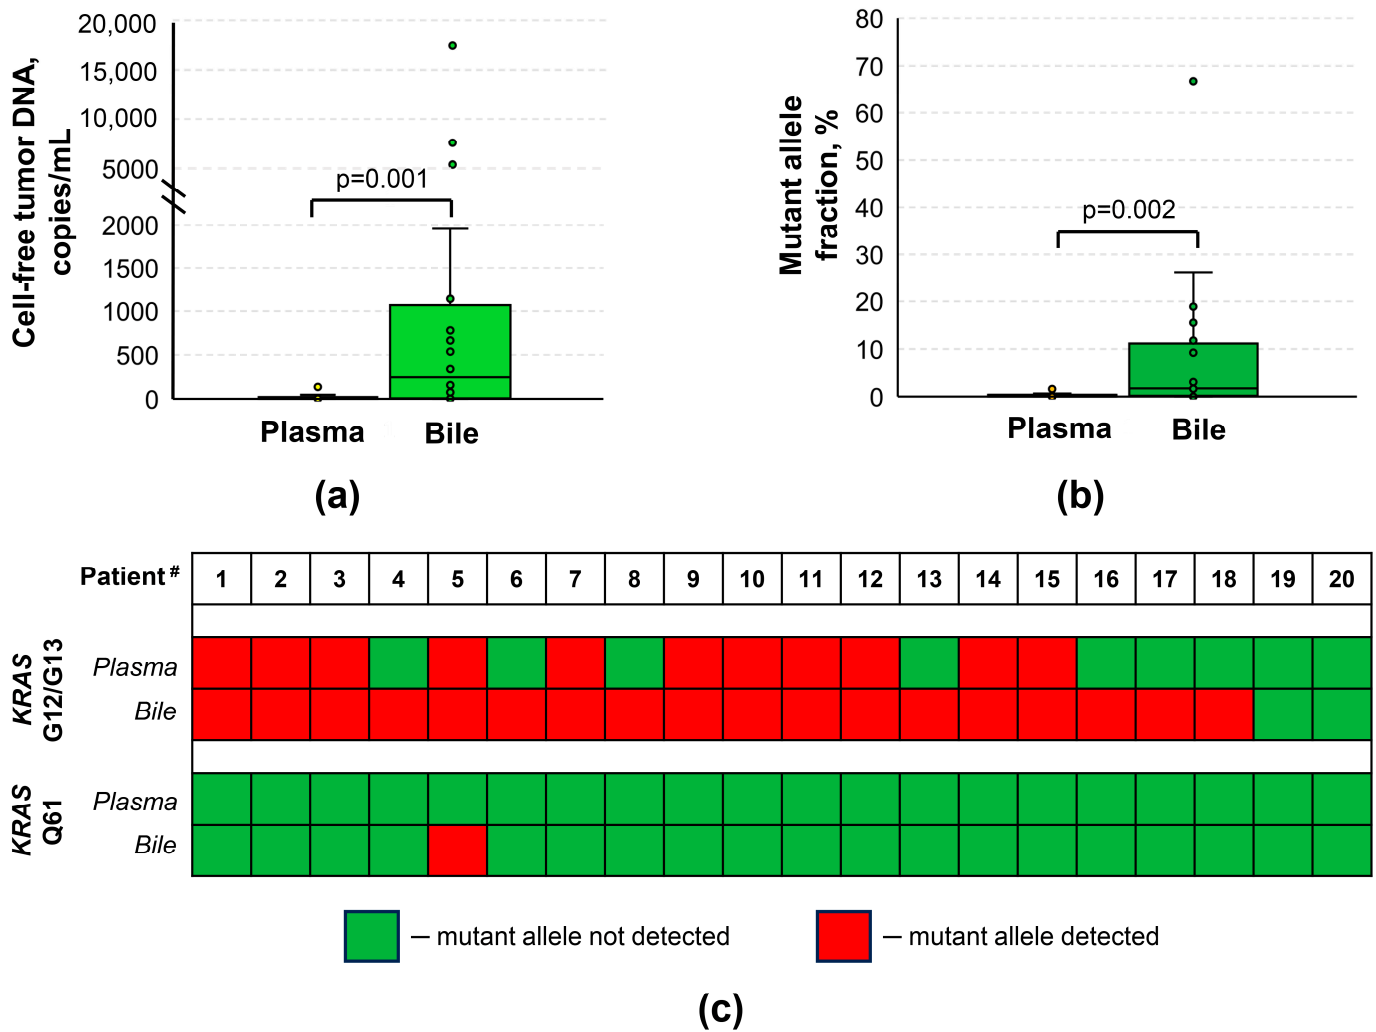 Cell-free tumor DNA,
copies/mL
20,000
15,000
10,000
5000
2000
1500
1000
500
0
p=0.001
Plasma
Bile
(a)
Mutant allele
fraction, %
80
70
60
50
40
30
20
10
0
p=0.002
Plasma
Bile
(b)
Patient # 1 2 3 4 5 6 7 8 9 10 11 12 13 14 15 16 17 18 19 20
KRAS
G12/G13
Plasma
Bile
KRAS
Q61
Plasma
Bile
— mutant allele not detected
— mutant allele detected
(c)